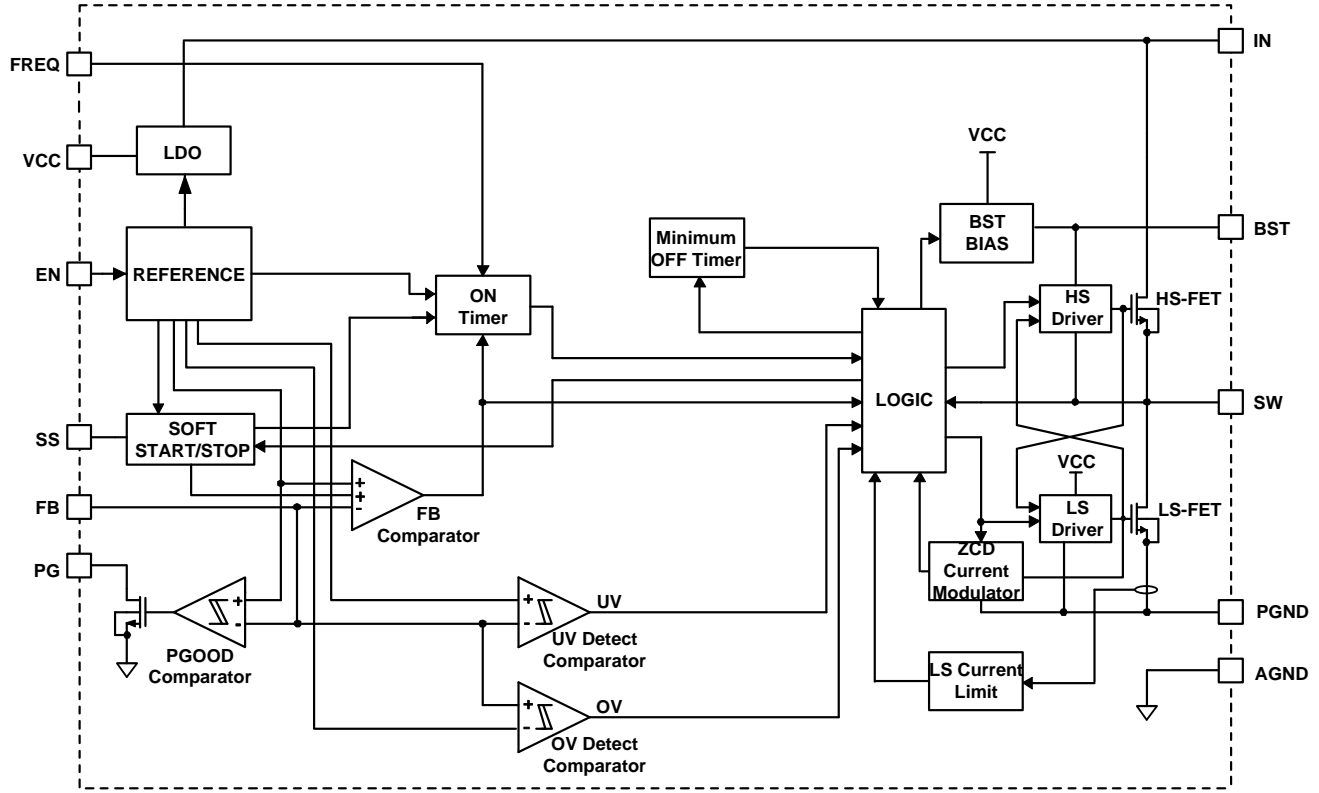 IN
FREQ
VCC
LDO
VCC
BST
BIAS
BST
Minimum
OFF Timer
EN
REFERENCE
ON
Timer
HS
Driver
HS-FET
LOGIC
SW
SOFT
START/STOP
SS
+
+
-
FB
Comparator
FB
VCC
LS
Driver
LS-FET
ZCD
Current
Modulator
PG
+
-
PGOOD
Comparator
+
-
UV
UV Detect
Comparator
PGND
LS Current
Limit
AGND
+
-
OV
OV Detect
Comparator